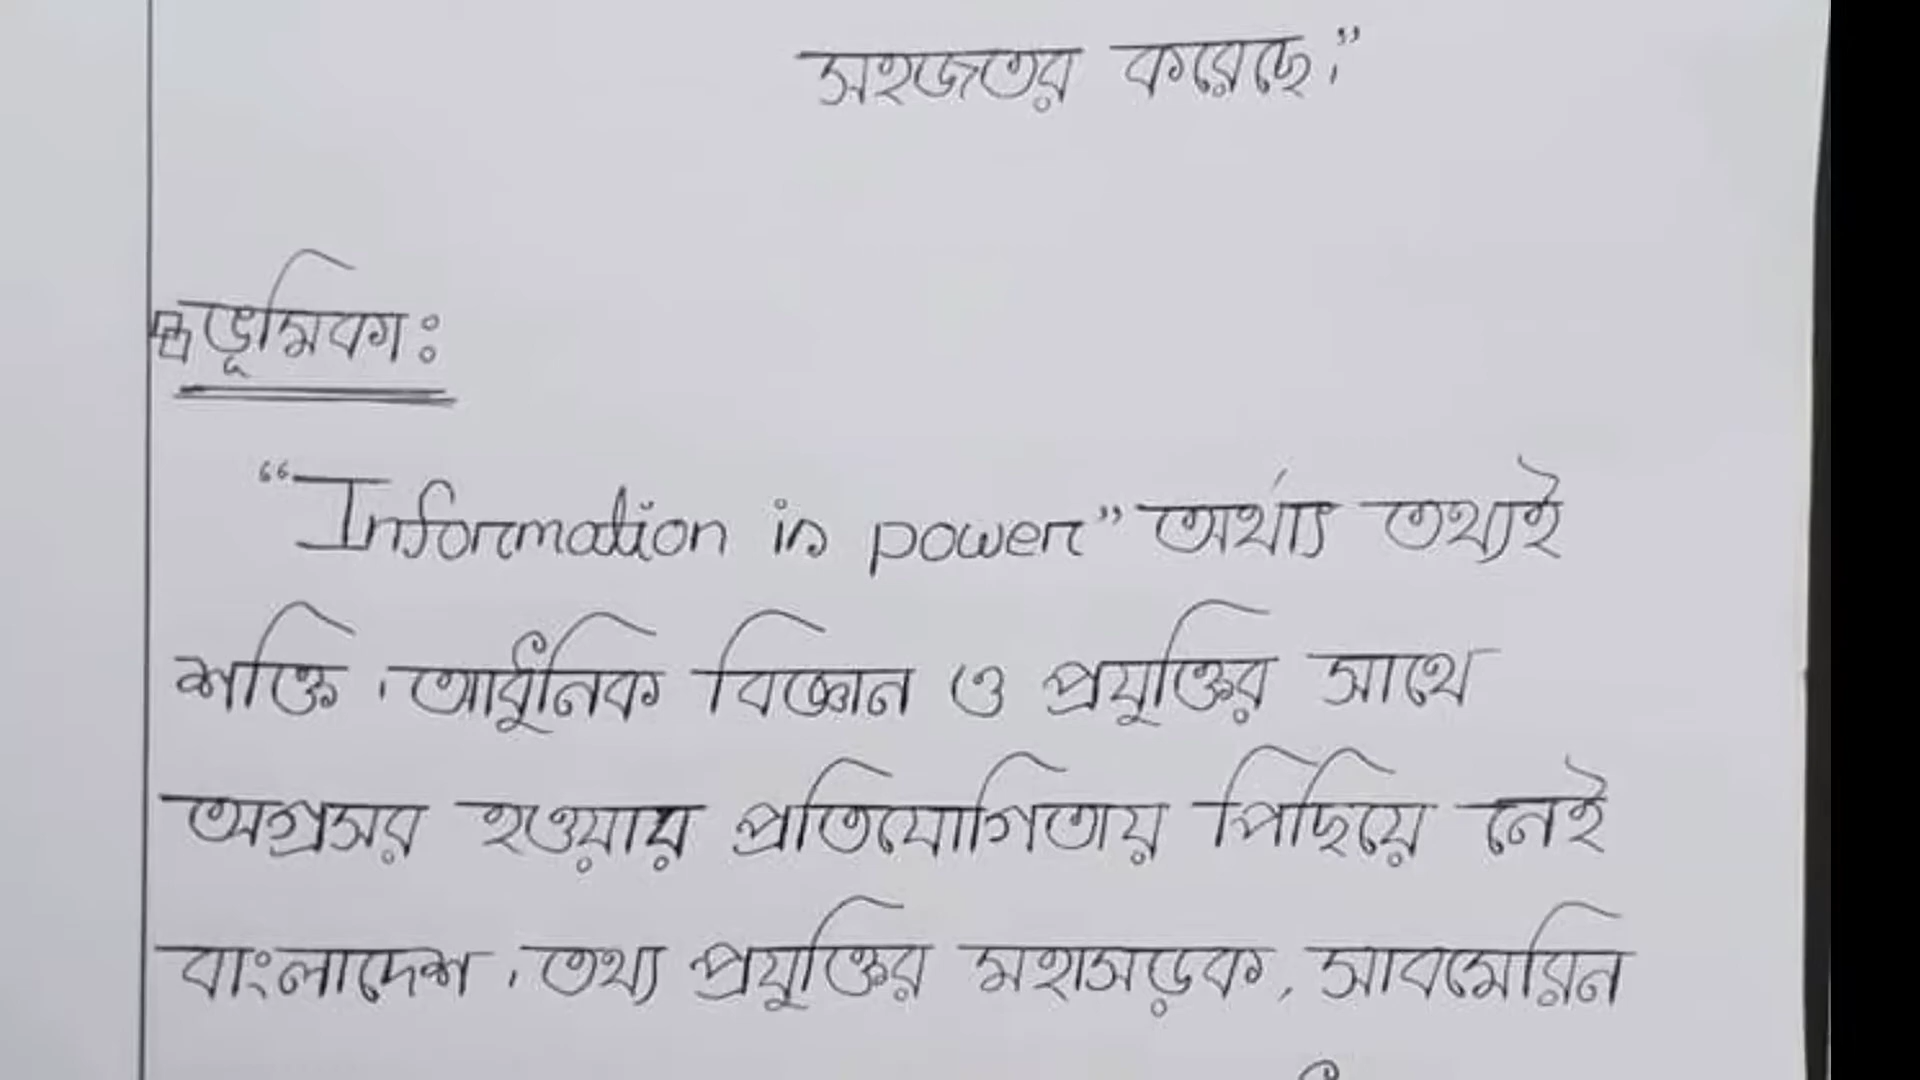 সহজতর করেছে।”
ভূমিকাঃ
“Information is power” অর্থাৎ তথ্যই
শক্তি। আধুনিক বিজ্ঞান ও প্রযুক্তির সাথে
অগ্রসর হওয়ায় প্রতিযোগিতায় পিছিয়ে নেই
বাংলাদেশ। তথ্য প্রযুক্তির মহাসড়ক, সাবমেরিন